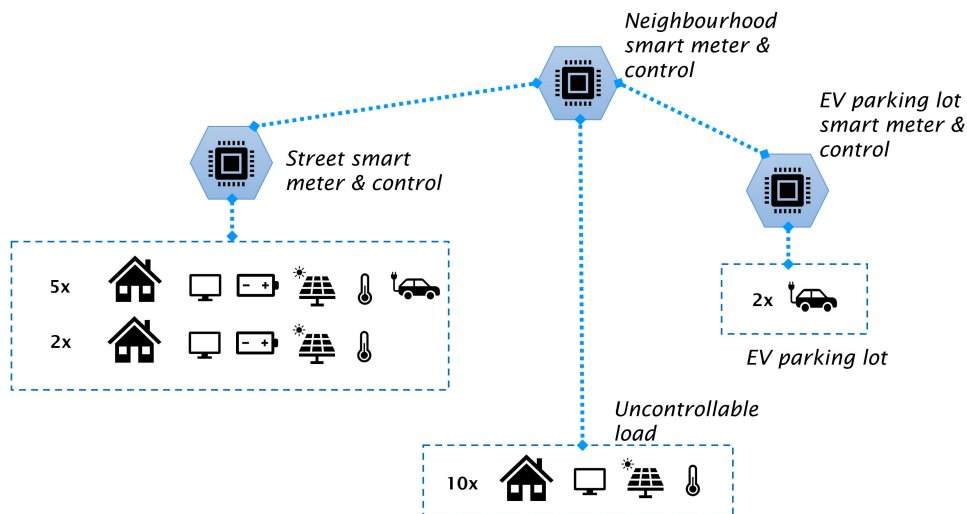 Neighbourhood
smart meter &
control
EV parking lot
smart meter &
control
Street smart
meter & control
5x
2x
2x
EV parking lot
Uncontrollable
load
10x